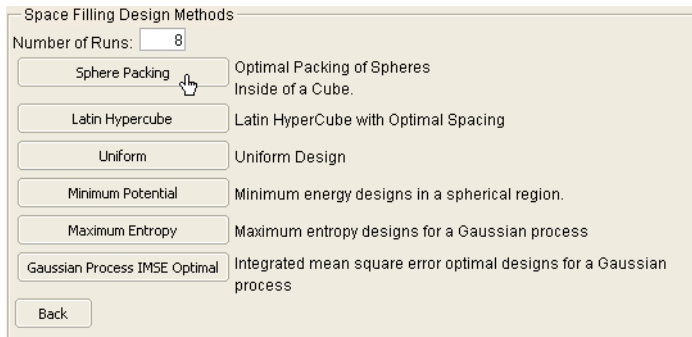 Space Filling Design Methods
Number of Runs: 8
Sphere Packing Optimal Packing of Spheres
Inside of a Cube.
Latin Hypercube Latin HyperCube with Optimal Spacing
Uniform Uniform Design
Minimum Potential Minimum energy designs in a spherical region.
Maximum Entropy Maximum entropy designs for a Gaussian process
Gaussian Process IMSE Optimal Integrated mean square error optimal designs for a Gaussian
process
Back